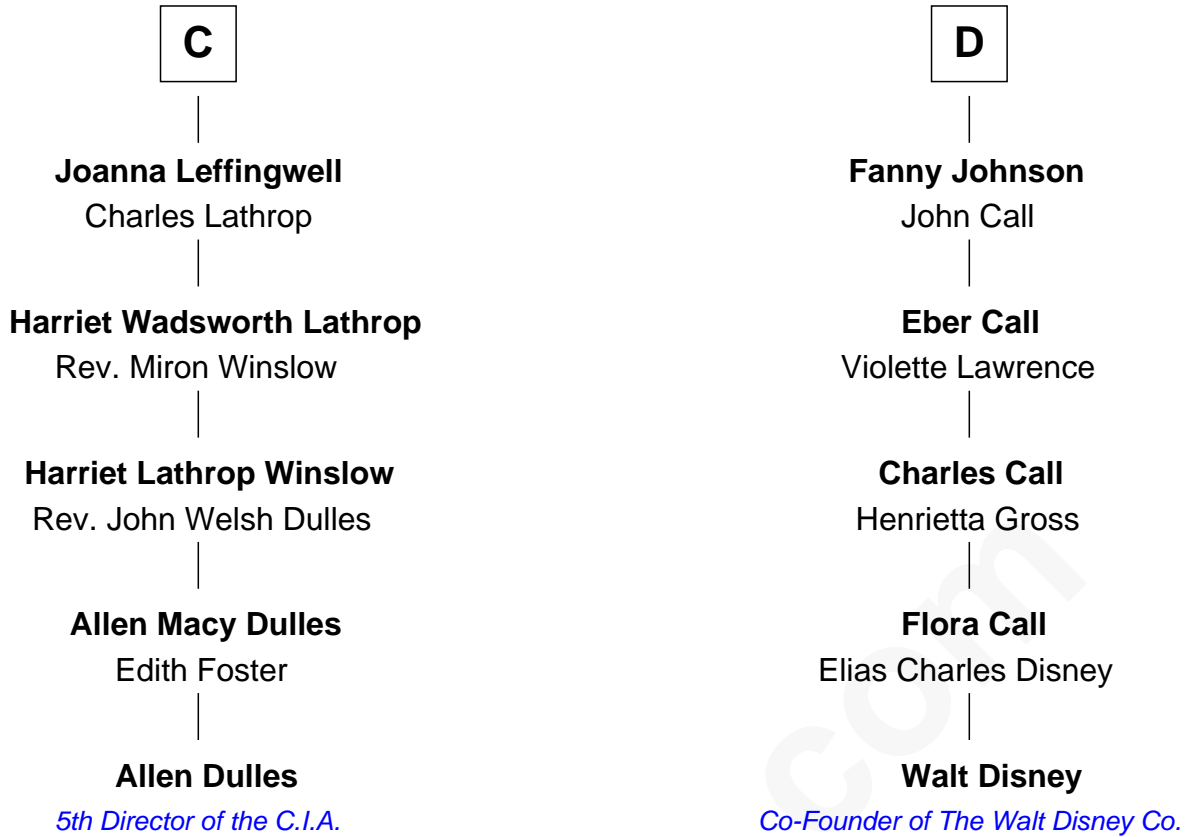 C
Joanna Leffingwell
Charles Lathrop
Harriet Wadsworth Lathrop
Rev. Miron Winslow
Harriet Lathrop Winslow
Rev. John Welsh Dulles
Allen Macy Dulles
Edith Foster
Allen Dulles
5th Director of the C.I.A.
D
Fanny Johnson
John Call
Eber Call
Violette Lawrence
Charles Call
Henrietta Gross
Flora Call
Elias Charles Disney
Walt Disney
Co-Founder of The Walt Disney Co.
com